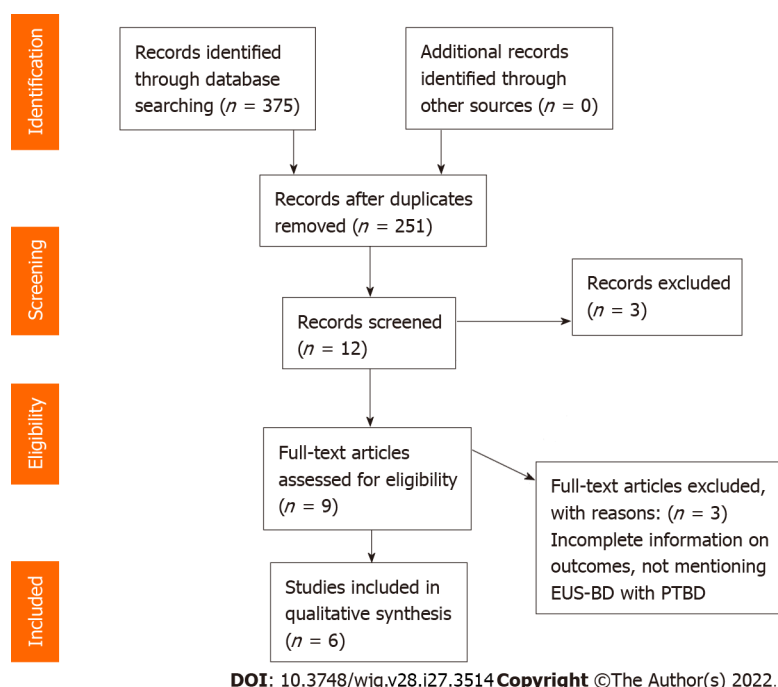 Identification
Records identified
through database
searching (n = 375)
Additional records
identified through
other sources (n = 0)
Records after duplicates
removed (n = 251)
Screening
Records screened
(n = 12)
Records excluded
(n = 3)
Eligibility
Full-text articles
assessed for eligibility
(n = 9)
Full-text articles excluded,
with reasons: (n = 3)
Incomplete information on
outcomes, not mentioning
EUS-BD with PTBD
Included
Studies included in
qualitative synthesis
(n = 6)
DOI: 10.3748/wjg.v28.i27.3514 Copyright ©The Author(s) 2022.